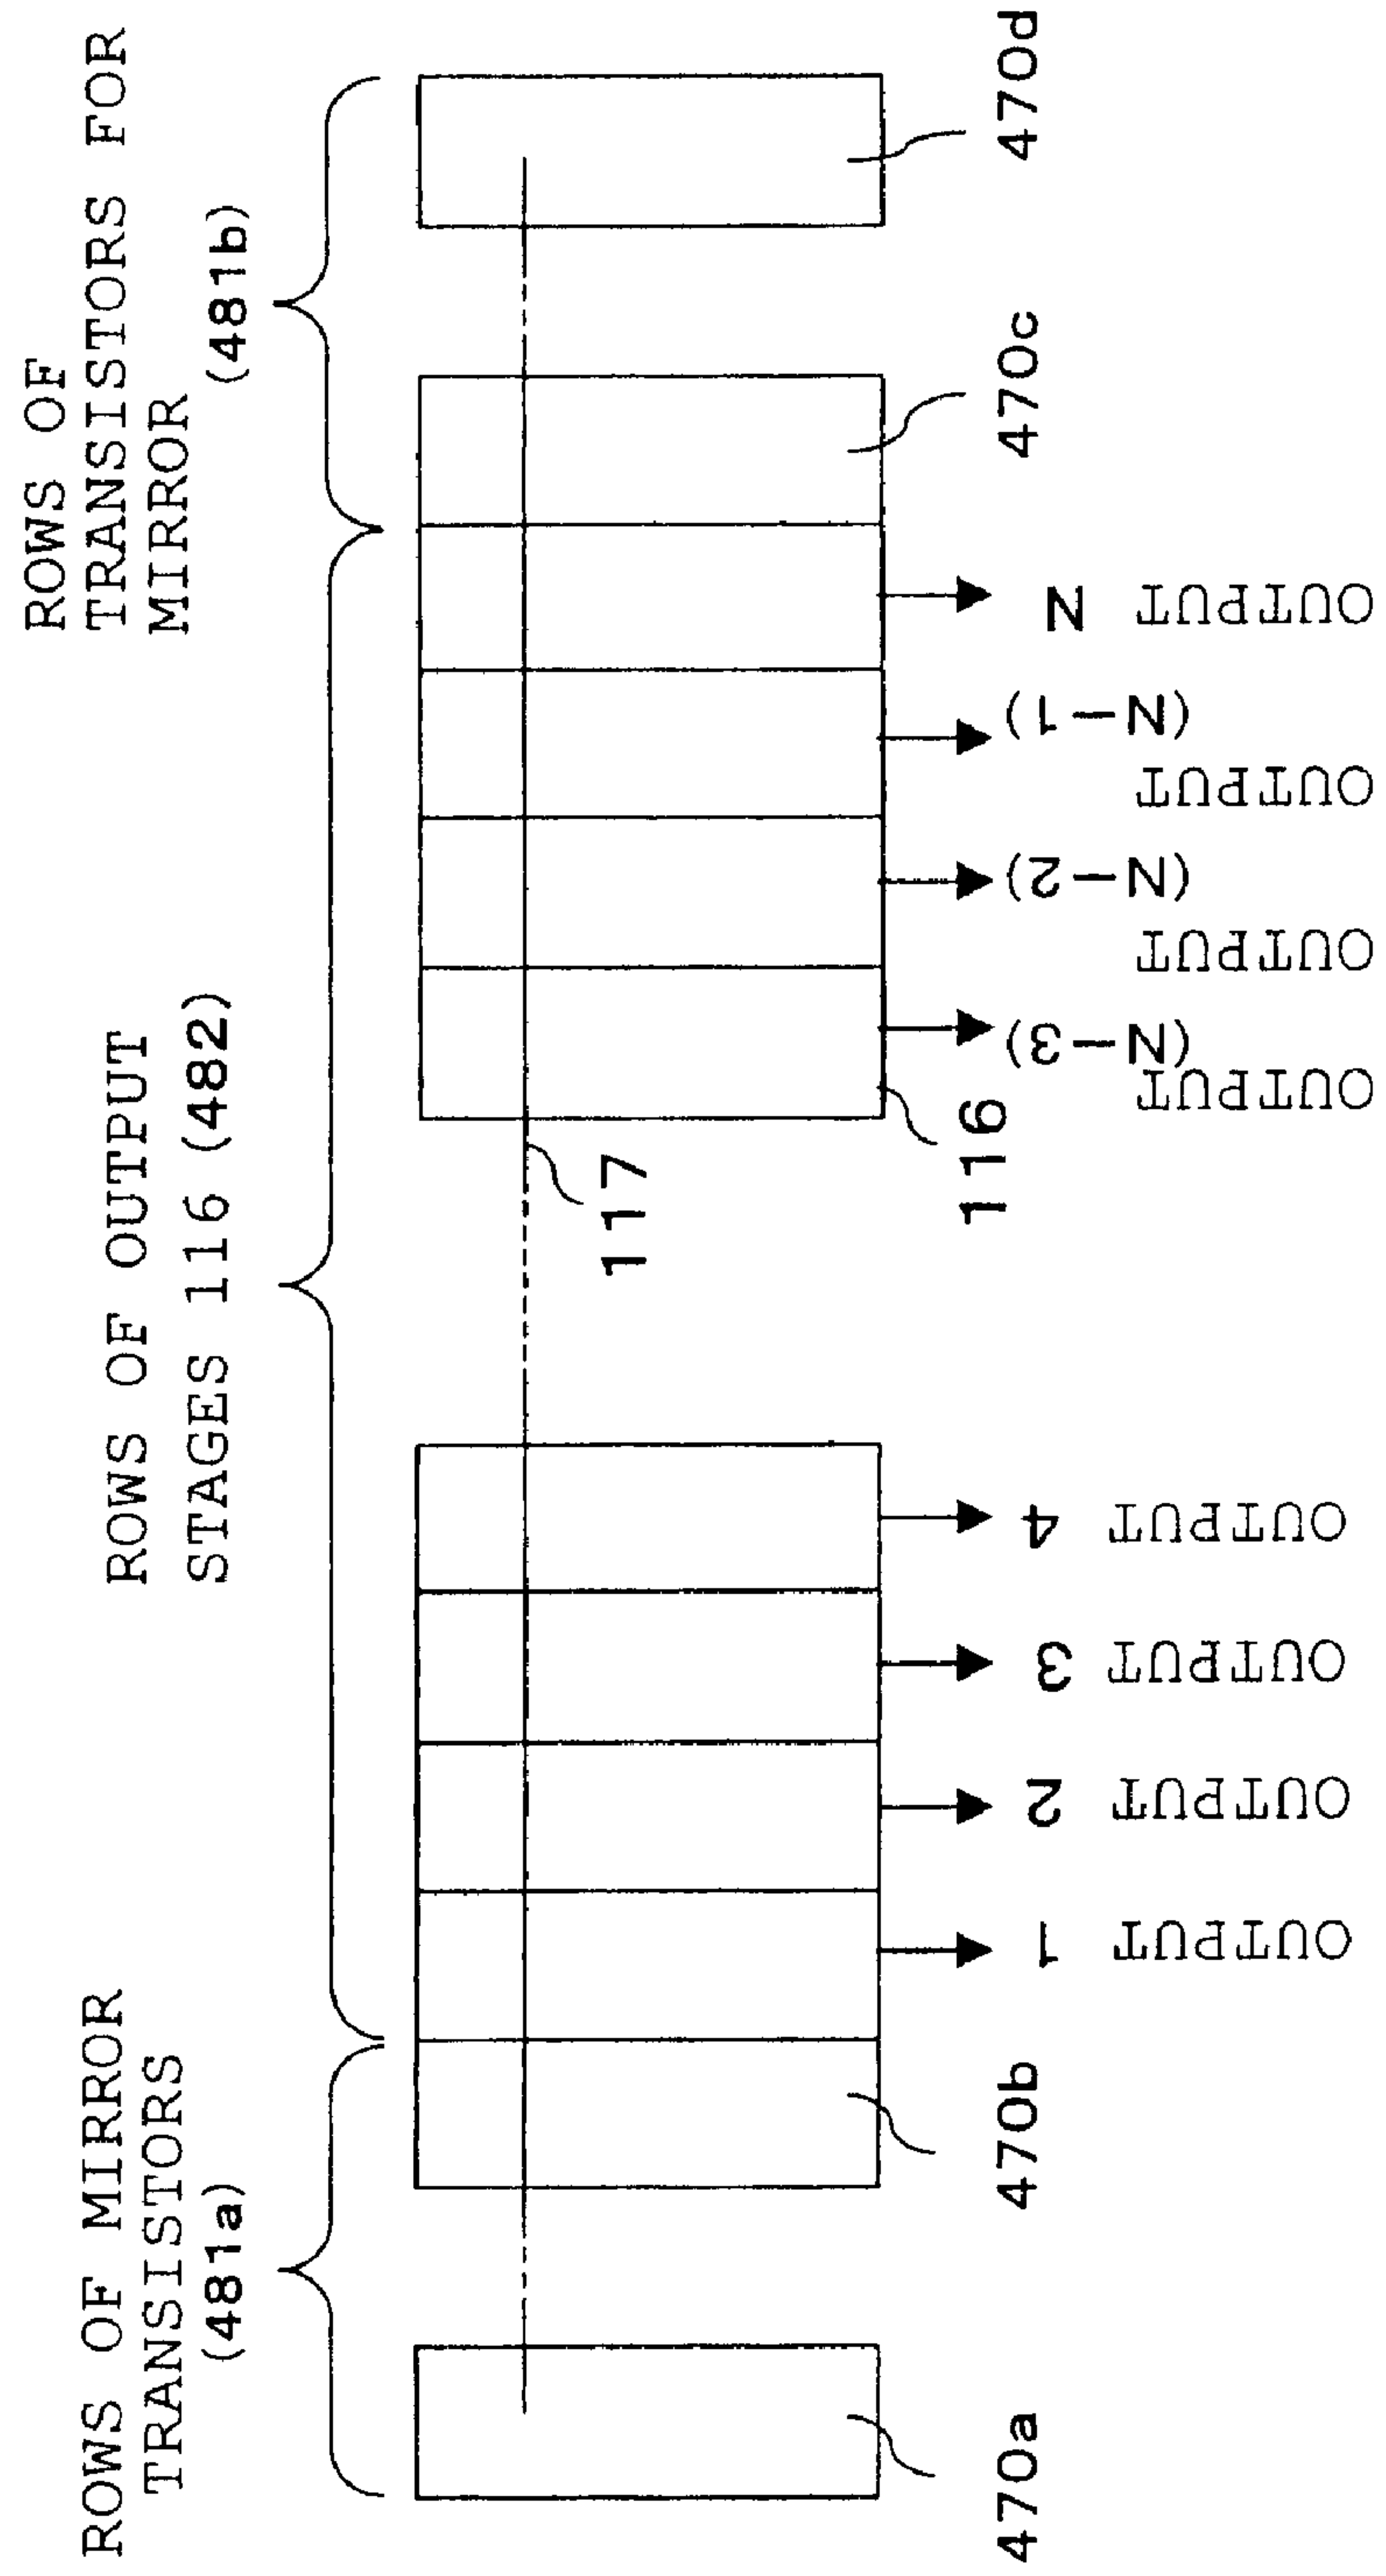 ROWS OF MIRROR
TRANSISTORS
(481a)
ROWS OF OUTPUT
STAGES 116 (482)
ROWS OF
TRANSISTORS FOR
MIRROR
(481b)
117
116
470a
470b
470c
470d
OUTPUT 1
OUTPUT 2
OUTPUT 3
OUTPUT 4
OUTPUT
(N-3)
OUTPUT
(N-2)
OUTPUT
(N-1)
OUTPUT N